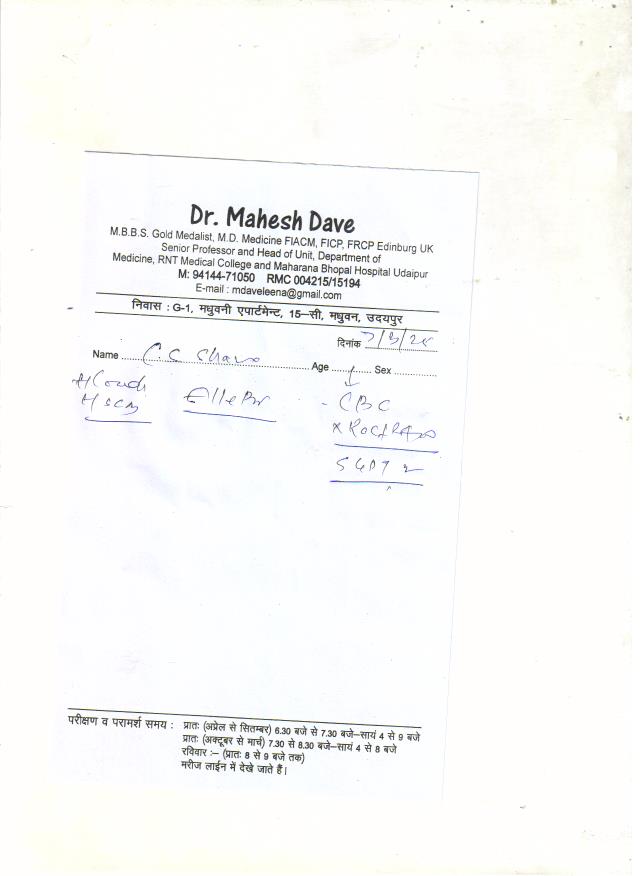 Dr. Mahesh Dave
M.B.B.S. Gold Medalist, M.D. Medicine FIACM, FICP, FRCP Edinburg UK
Senior Professor and Head of Unit, Department of
Medicine, RNT Medical College and Maharana Bhopal Hospital Udaipur
M: 94144-71050 RMC 004215/15194
E-mail : mdaveleena@gmail.com
निवास : G-1, मधुवनी एपार्टमेन्ट, 15–सी, मधुवन, उदयपुर
दिनांक
Name C.C Age Sex
CBC
SGPT
परीक्षण व परामर्श समय : प्रातः (अप्रेल से सितम्बर) 6.30 बजे से 7.30 बजे–सायं 4 से 9 बजे
प्रातः (अक्टूबर से मार्च) 7.30 से 8.30 बजे–सायं 4 से 8 बजे
रविवार :– (प्रातः 8 से 9 बजे तक)
मरीज लाईन में देखे जाते हैं।